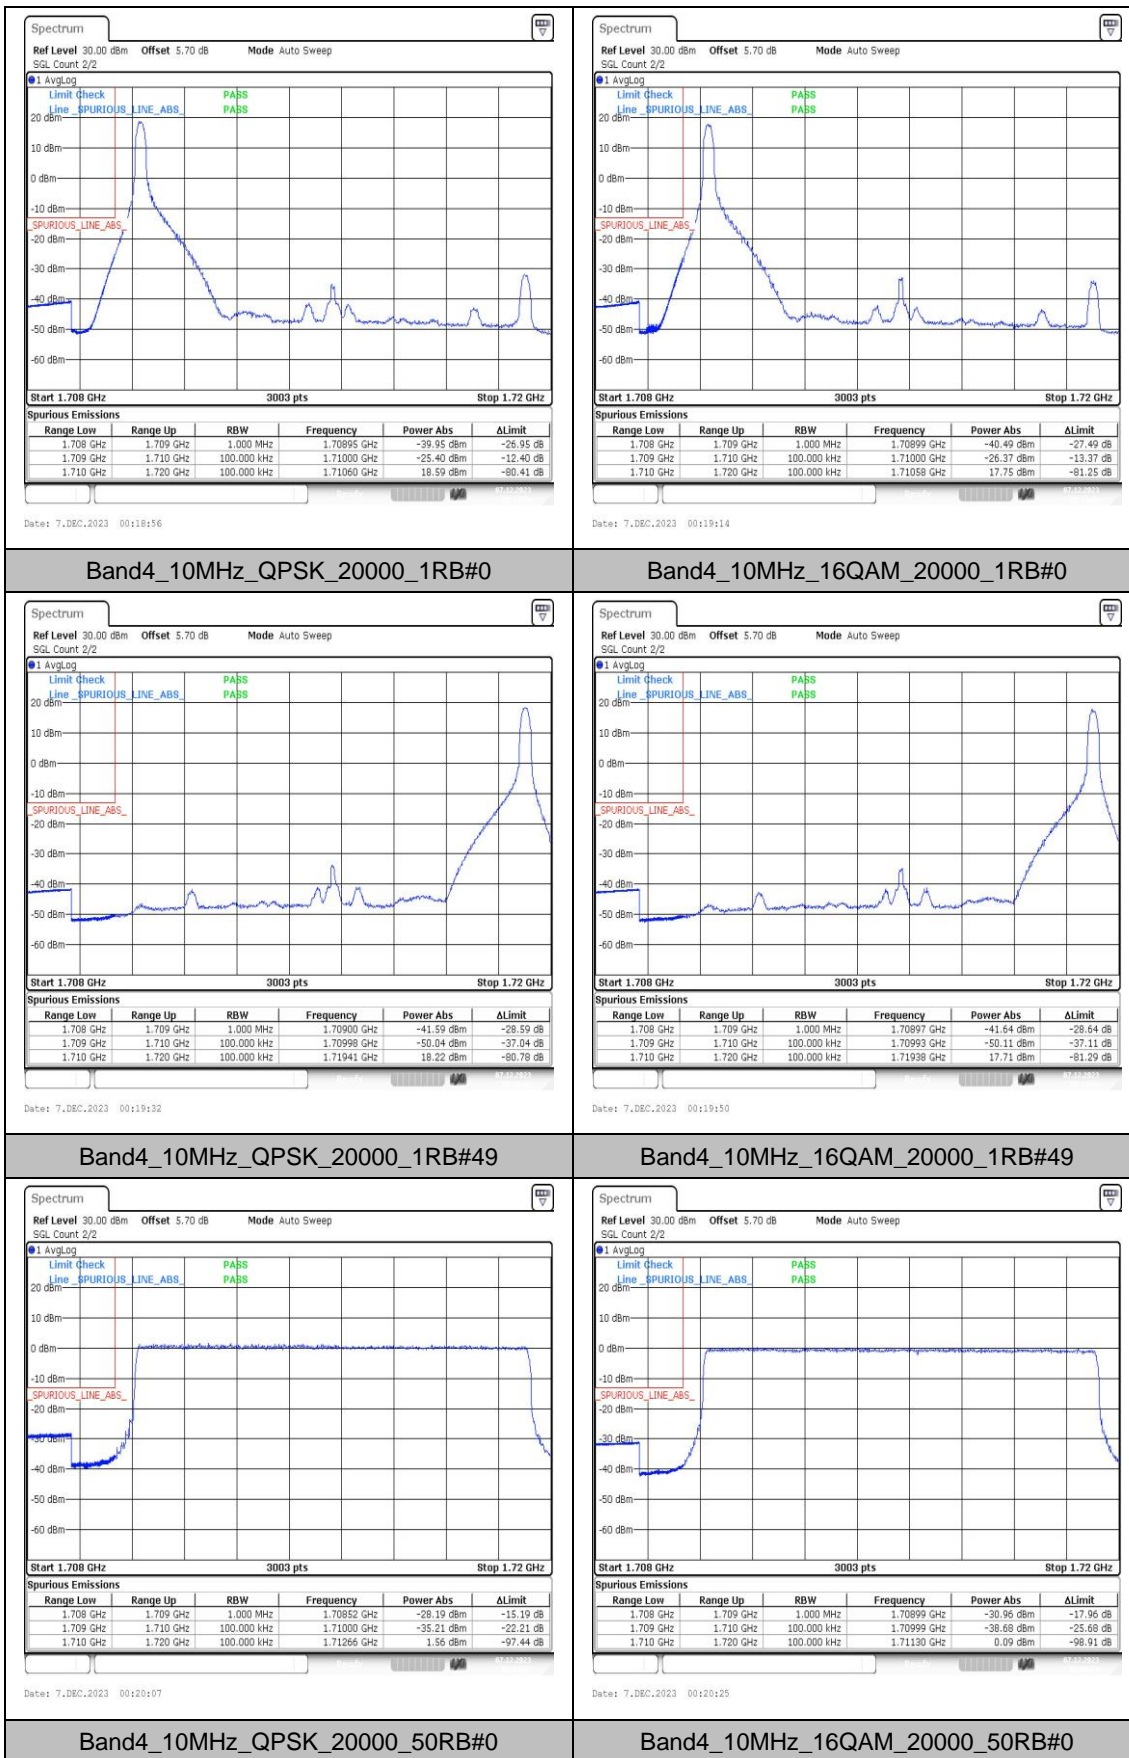 Spectrum
Ref Level 30.00 dBm Offset 5.70 dB Mode Auto Sweep
SGL Count 2/2
1 AvgLog
Limit Check PASS
Line _SPURIOUS_LINE_ABS_ PASS
20 dBm
10 dBm
0 dBm
-10 dBm
_SPURIOUS_LINE_ABS_
-20 dBm
-30 dBm
-40 dBm
-50 dBm
-60 dBm
Start 1.708 GHz 3003 pts Stop 1.72 GHz
Spurious Emissions
Range Low Range Up RBW Frequency Power Abs ΔLimit
1.708 GHz 1.709 GHz 1.000 MHz 1.70895 GHz -39.95 dBm -26.95 dB
1.709 GHz 1.710 GHz 100.000 kHz 1.71000 GHz -25.40 dBm -12.40 dB
1.710 GHz 1.720 GHz 100.000 kHz 1.71060 GHz 18.59 dBm -80.41 dB
Date: 7.DEC.2023 00:18:56
Spectrum
Ref Level 30.00 dBm Offset 5.70 dB Mode Auto Sweep
SGL Count 2/2
1 AvgLog
Limit Check PASS
Line _SPURIOUS_LINE_ABS_ PASS
20 dBm
10 dBm
0 dBm
-10 dBm
_SPURIOUS_LINE_ABS_
-20 dBm
-30 dBm
-40 dBm
-50 dBm
-60 dBm
Start 1.708 GHz 3003 pts Stop 1.72 GHz
Spurious Emissions
Range Low Range Up RBW Frequency Power Abs ΔLimit
1.708 GHz 1.709 GHz 1.000 MHz 1.70899 GHz -40.49 dBm -27.49 dB
1.709 GHz 1.710 GHz 100.000 kHz 1.71000 GHz -26.37 dBm -13.37 dB
1.710 GHz 1.720 GHz 100.000 kHz 1.71058 GHz 17.75 dBm -81.25 dB
Date: 7.DEC.2023 00:19:14
Band4_10MHz_QPSK_20000_1RB#0
Band4_10MHz_16QAM_20000_1RB#0
Spectrum
Ref Level 30.00 dBm Offset 5.70 dB Mode Auto Sweep
SGL Count 2/2
1 AvgLog
Limit Check PASS
Line _SPURIOUS_LINE_ABS_ PASS
20 dBm
10 dBm
0 dBm
-10 dBm
_SPURIOUS_LINE_ABS_
-20 dBm
-30 dBm
-40 dBm
-50 dBm
-60 dBm
Start 1.708 GHz 3003 pts Stop 1.72 GHz
Spurious Emissions
Range Low Range Up RBW Frequency Power Abs ΔLimit
1.708 GHz 1.709 GHz 1.000 MHz 1.70900 GHz -41.59 dBm -28.59 dB
1.709 GHz 1.710 GHz 100.000 kHz 1.70998 GHz -50.04 dBm -37.04 dB
1.710 GHz 1.720 GHz 100.000 kHz 1.71941 GHz 18.22 dBm -80.78 dB
Date: 7.DEC.2023 00:19:32
Spectrum
Ref Level 30.00 dBm Offset 5.70 dB Mode Auto Sweep
SGL Count 2/2
1 AvgLog
Limit Check PASS
Line _SPURIOUS_LINE_ABS_ PASS
20 dBm
10 dBm
0 dBm
-10 dBm
_SPURIOUS_LINE_ABS_
-20 dBm
-30 dBm
-40 dBm
-50 dBm
-60 dBm
Start 1.708 GHz 3003 pts Stop 1.72 GHz
Spurious Emissions
Range Low Range Up RBW Frequency Power Abs ΔLimit
1.708 GHz 1.709 GHz 1.000 MHz 1.70897 GHz -41.64 dBm -28.64 dB
1.709 GHz 1.710 GHz 100.000 kHz 1.70993 GHz -50.11 dBm -37.11 dB
1.710 GHz 1.720 GHz 100.000 kHz 1.71938 GHz 17.71 dBm -81.29 dB
Date: 7.DEC.2023 00:19:50
Band4_10MHz_QPSK_20000_1RB#49
Band4_10MHz_16QAM_20000_1RB#49
Spectrum
Ref Level 30.00 dBm Offset 5.70 dB Mode Auto Sweep
SGL Count 2/2
1 AvgLog
Limit Check PASS
Line _SPURIOUS_LINE_ABS_ PASS
20 dBm
10 dBm
0 dBm
-10 dBm
_SPURIOUS_LINE_ABS_
-20 dBm
-30 dBm
-40 dBm
-50 dBm
-60 dBm
Start 1.708 GHz 3003 pts Stop 1.72 GHz
Spurious Emissions
Range Low Range Up RBW Frequency Power Abs ΔLimit
1.708 GHz 1.709 GHz 1.000 MHz 1.70852 GHz -28.19 dBm -15.19 dB
1.709 GHz 1.710 GHz 100.000 kHz 1.71000 GHz -35.21 dBm -22.21 dB
1.710 GHz 1.720 GHz 100.000 kHz 1.71266 GHz 1.56 dBm -97.44 dB
Date: 7.DEC.2023 00:20:07
Spectrum
Ref Level 30.00 dBm Offset 5.70 dB Mode Auto Sweep
SGL Count 2/2
1 AvgLog
Limit Check PASS
Line _SPURIOUS_LINE_ABS_ PASS
20 dBm
10 dBm
0 dBm
-10 dBm
_SPURIOUS_LINE_ABS_
-20 dBm
-30 dBm
-40 dBm
-50 dBm
-60 dBm
Start 1.708 GHz 3003 pts Stop 1.72 GHz
Spurious Emissions
Range Low Range Up RBW Frequency Power Abs ΔLimit
1.708 GHz 1.709 GHz 1.000 MHz 1.70899 GHz -30.96 dBm -17.96 dB
1.709 GHz 1.710 GHz 100.000 kHz 1.70999 GHz -38.68 dBm -25.68 dB
1.710 GHz 1.720 GHz 100.000 kHz 1.71130 GHz 0.09 dBm -98.91 dB
Date: 7.DEC.2023 00:20:25
Band4_10MHz_QPSK_20000_50RB#0
Band4_10MHz_16QAM_20000_50RB#0